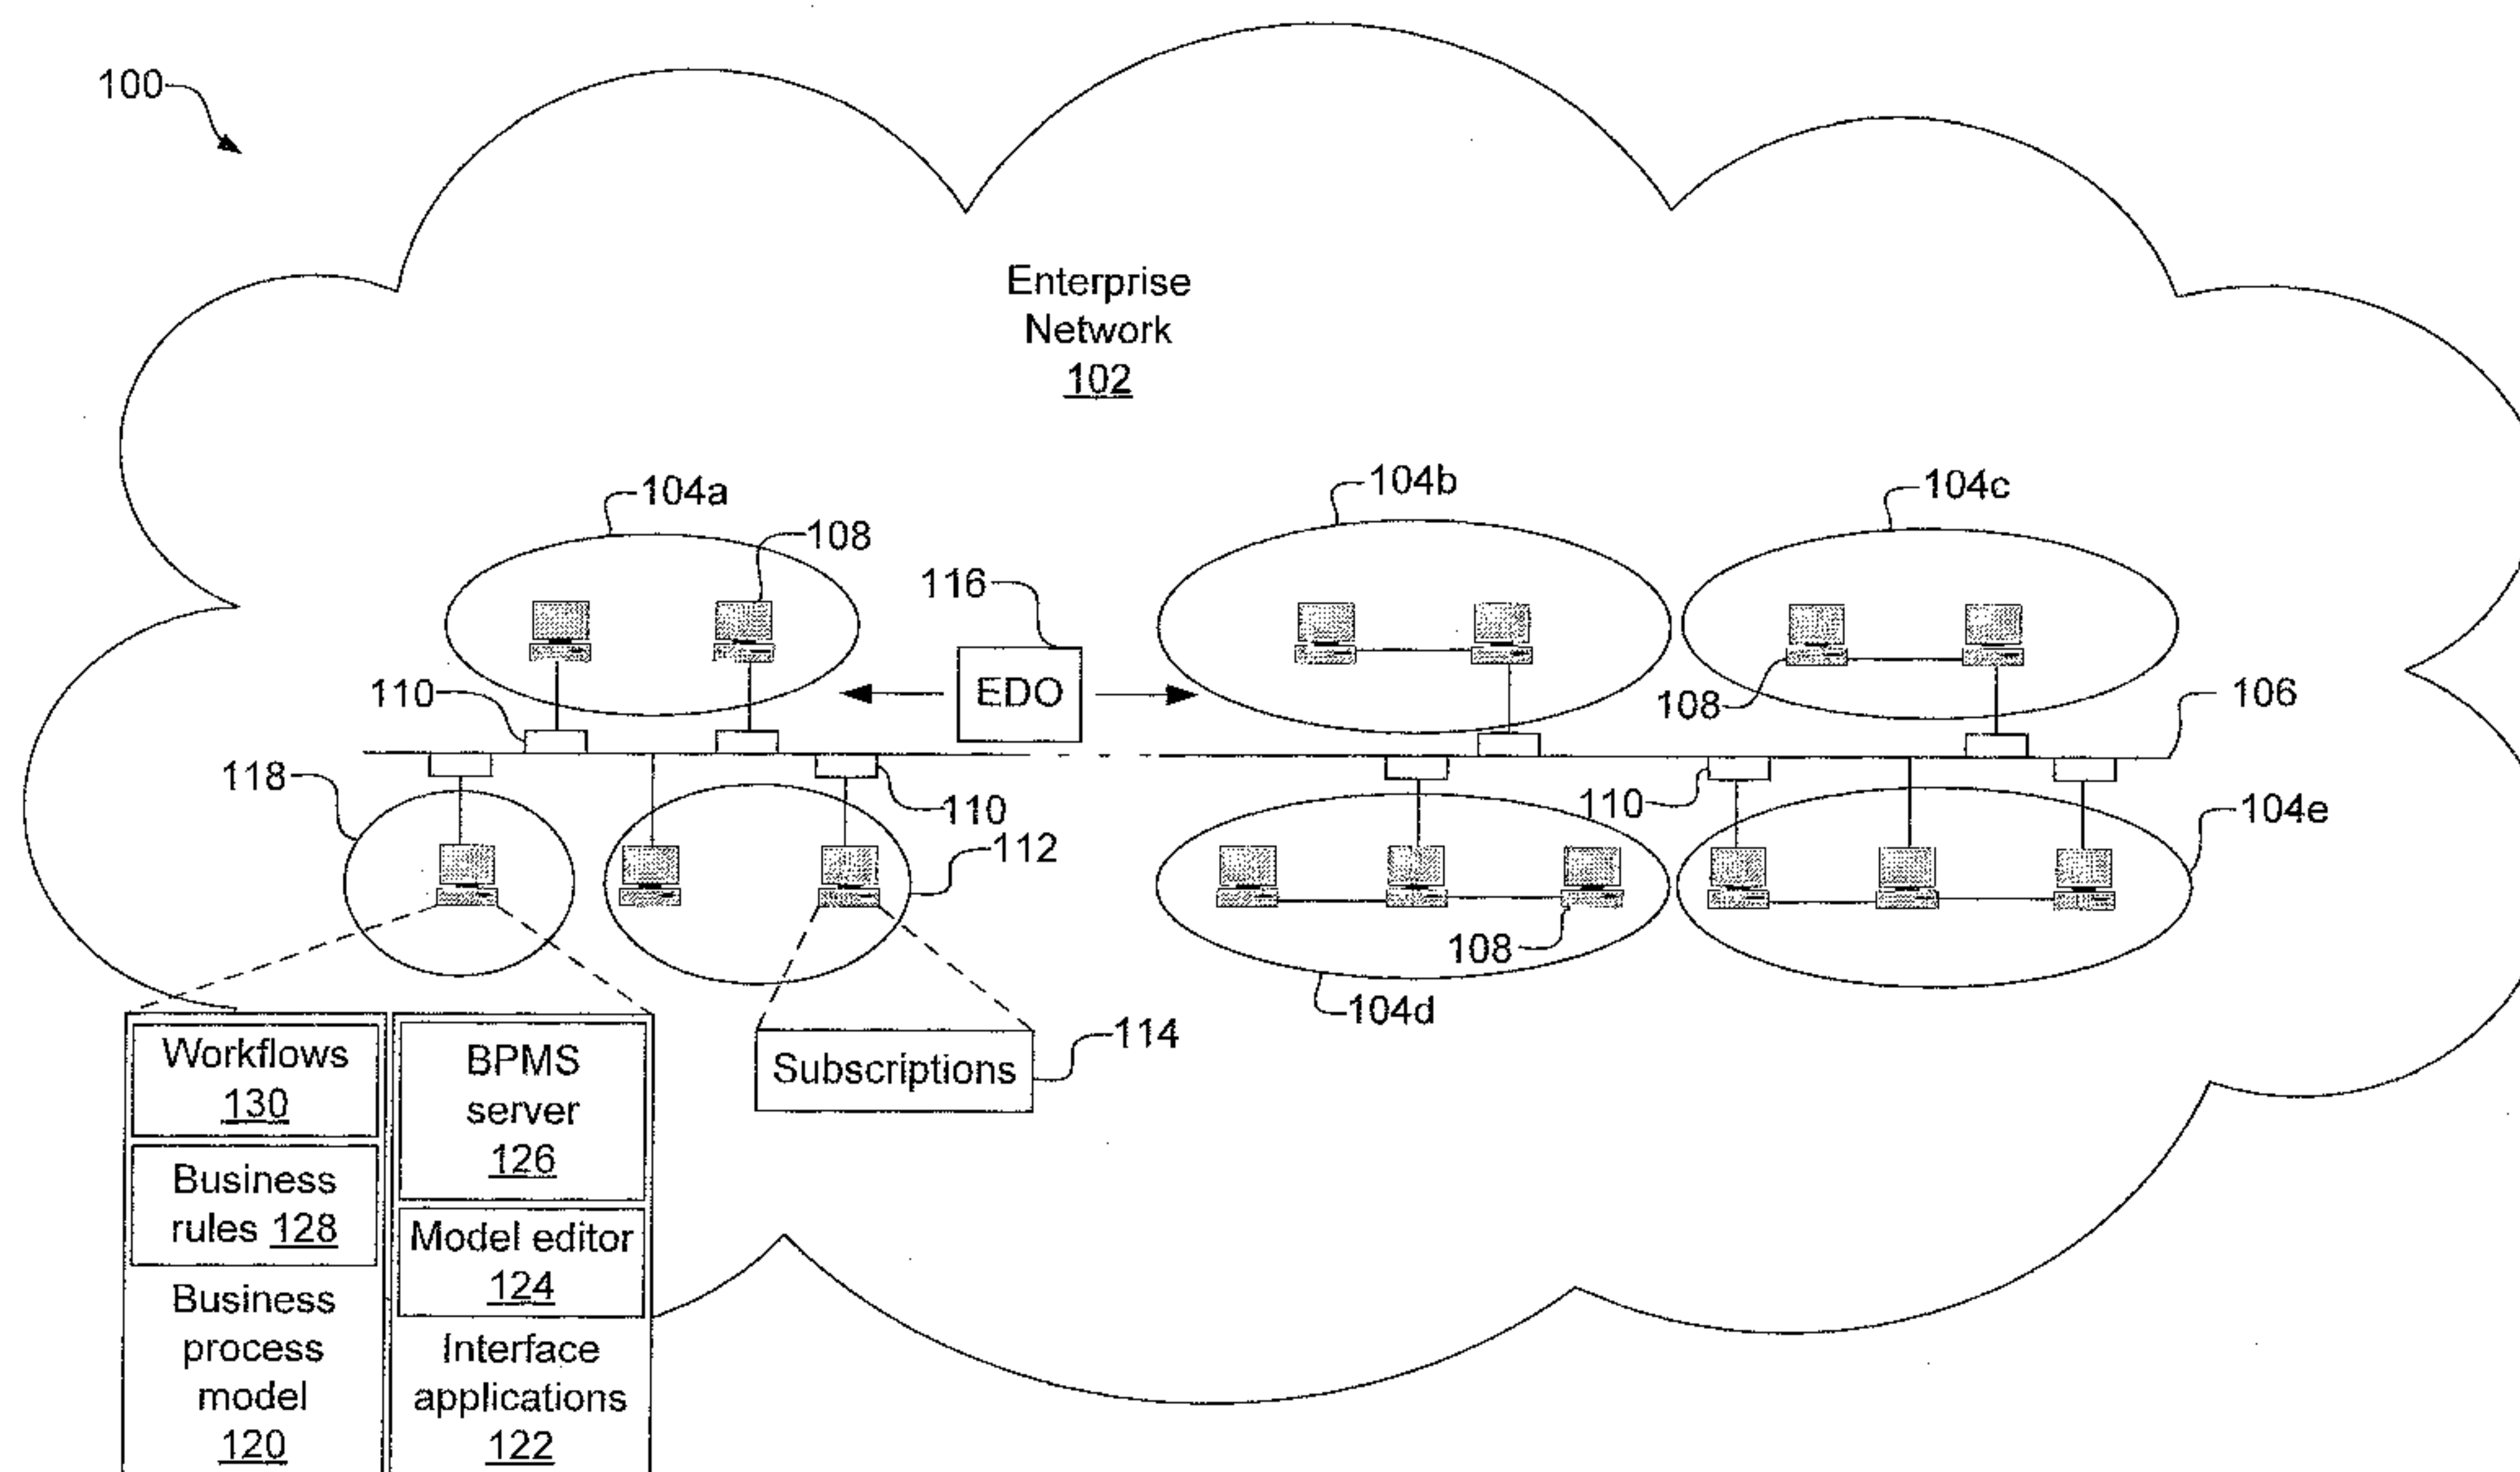 100
Enterprise
Network
102
104a
104b
104c
108
116
EDO
110
108
106
118
110
110
104e
112
108
104d
114
Subscriptions
Workflows
130
Business
rules 128
Business
process
model
120
BPMS
server
126
Model editor
124
Interface
applications
122